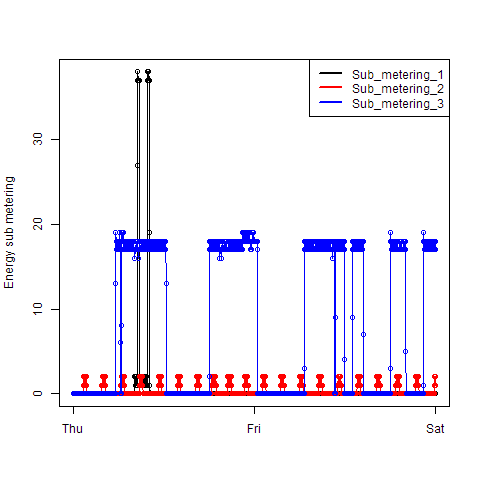 Sub_metering_1
Sub_metering_2
Sub_metering_3
Energy sub metering
30
20
10
0
Thu
Fri
Sat